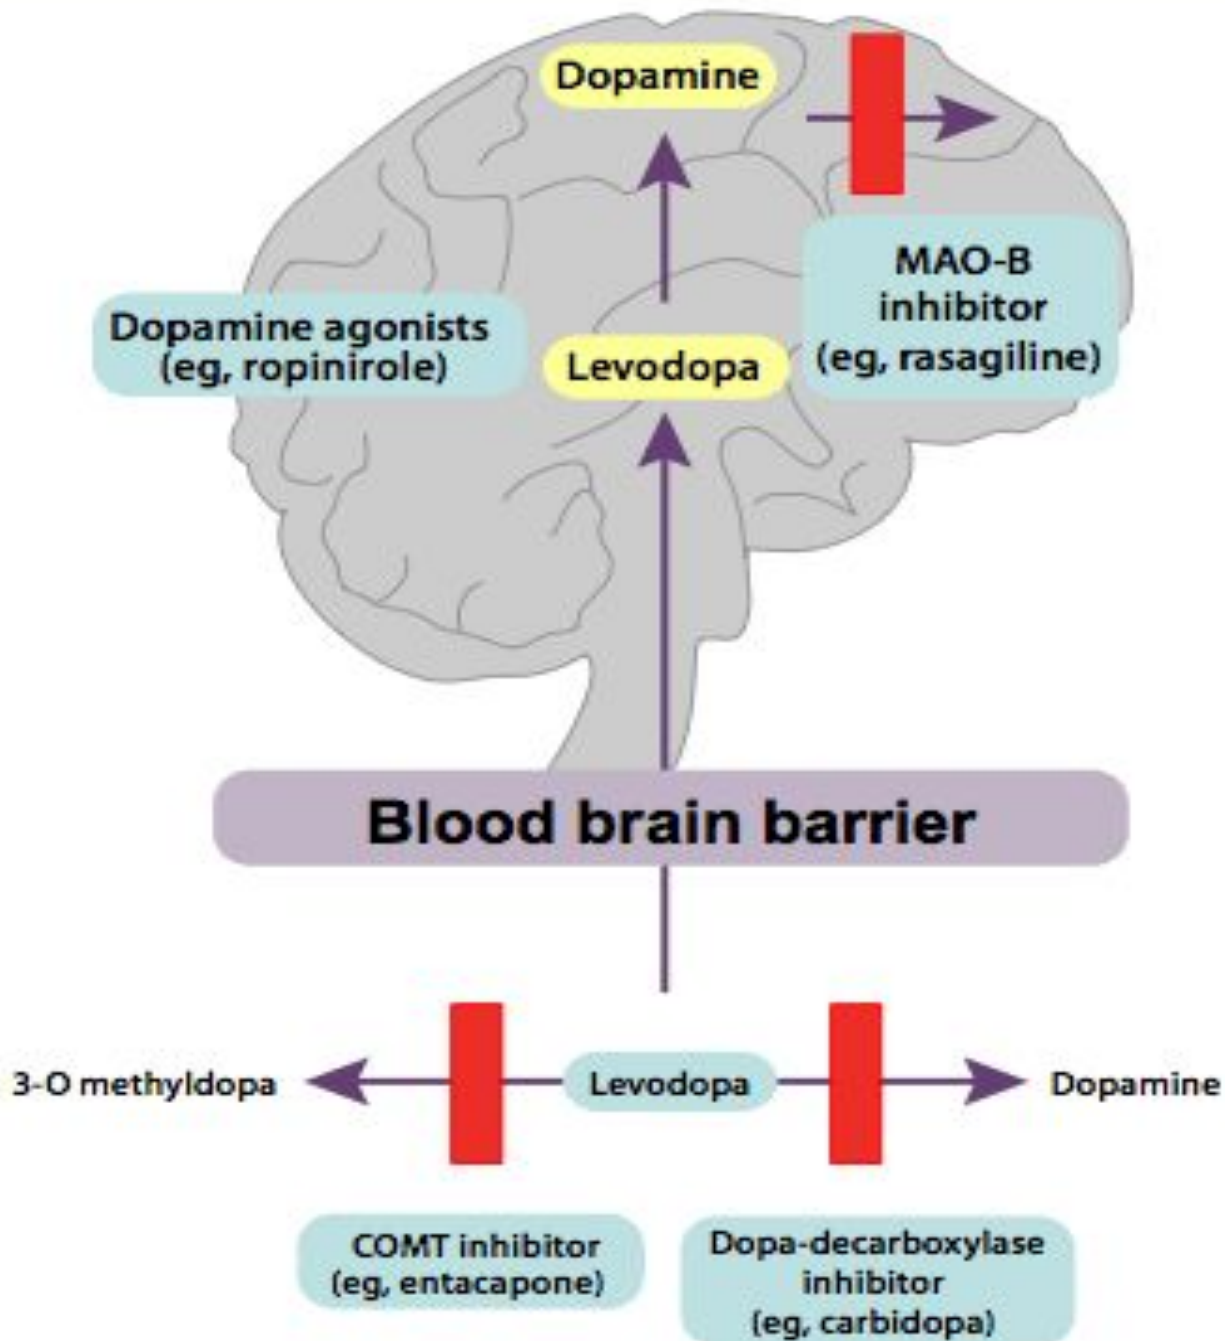 Dopamine
MAO-B
inhibitor
(eg, rasagiline)
Dopamine agonists
(eg, ropinirole)
Levodopa
Blood brain barrier
3-O methyldopa
Levodopa
Dopamine
COMT inhibitor
(eg, entacapone)
Dopa-decarboxylase
inhibitor
(eg, carbidopa)